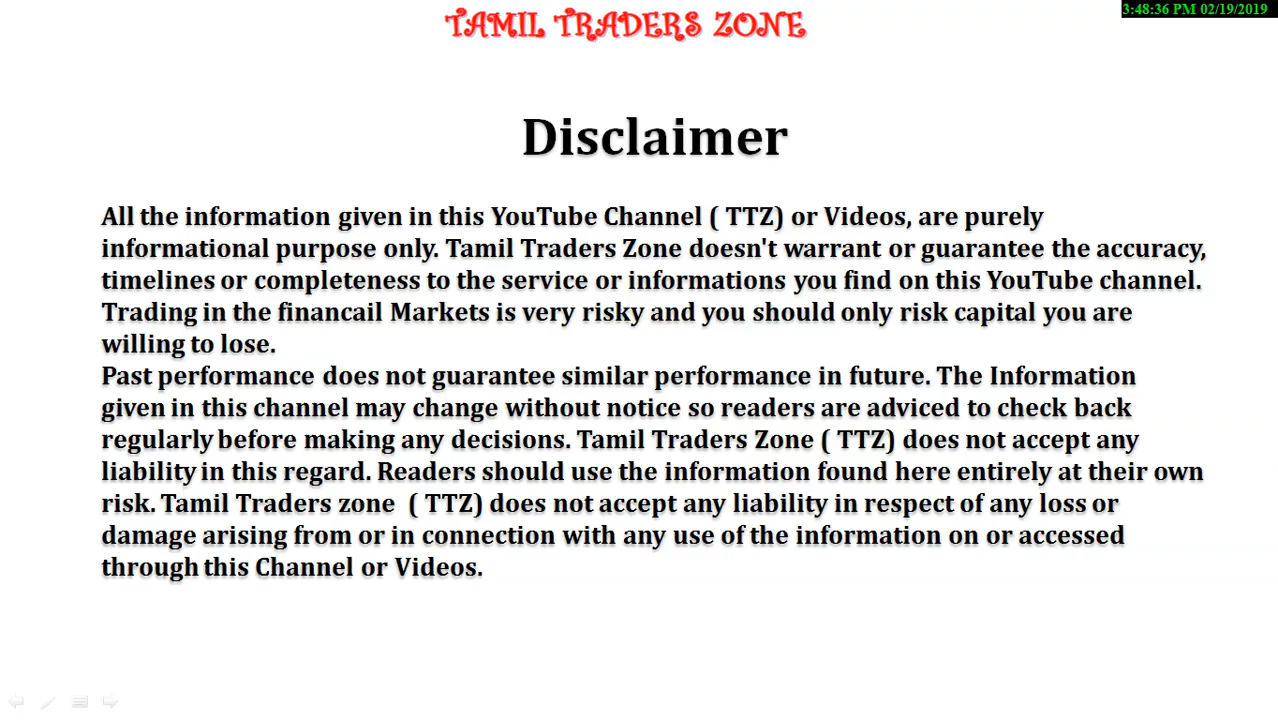 TAMIL TRADERS ZONE
3:48:36 PM 02/19/2019
Disclaimer
All the information given in this YouTube Channel ( TTZ) or Videos, are purely
informational purpose only. Tamil Traders Zone doesn't warrant or guarantee the accuracy,
timelines or completeness to the service or informations you find on this YouTube channel.
Trading in the financail Markets is very risky and you should only risk capital you are
willing to lose.
Past performance does not guarantee similar performance in future. The Information
given in this channel may change without notice so readers are adviced to check back
regularly before making any decisions. Tamil Traders Zone ( TTZ) does not accept any
liability in this regard. Readers should use the information found here entirely at their own
risk. Tamil Traders zone  ( TTZ) does not accept any liability in respect of any loss or
damage arising from or in connection with any use of the information on or accessed
through this Channel or Videos.